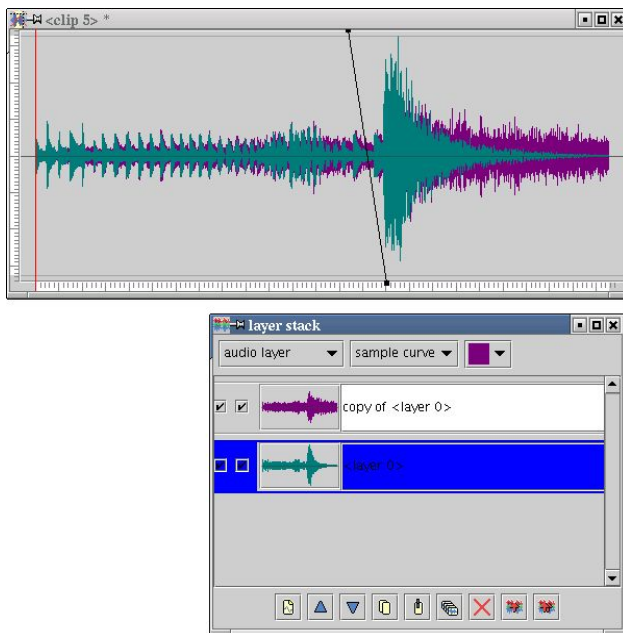 <clip 5> *
layer stack
audio layer
sample curve
copy of <layer 0>
<layer 0>